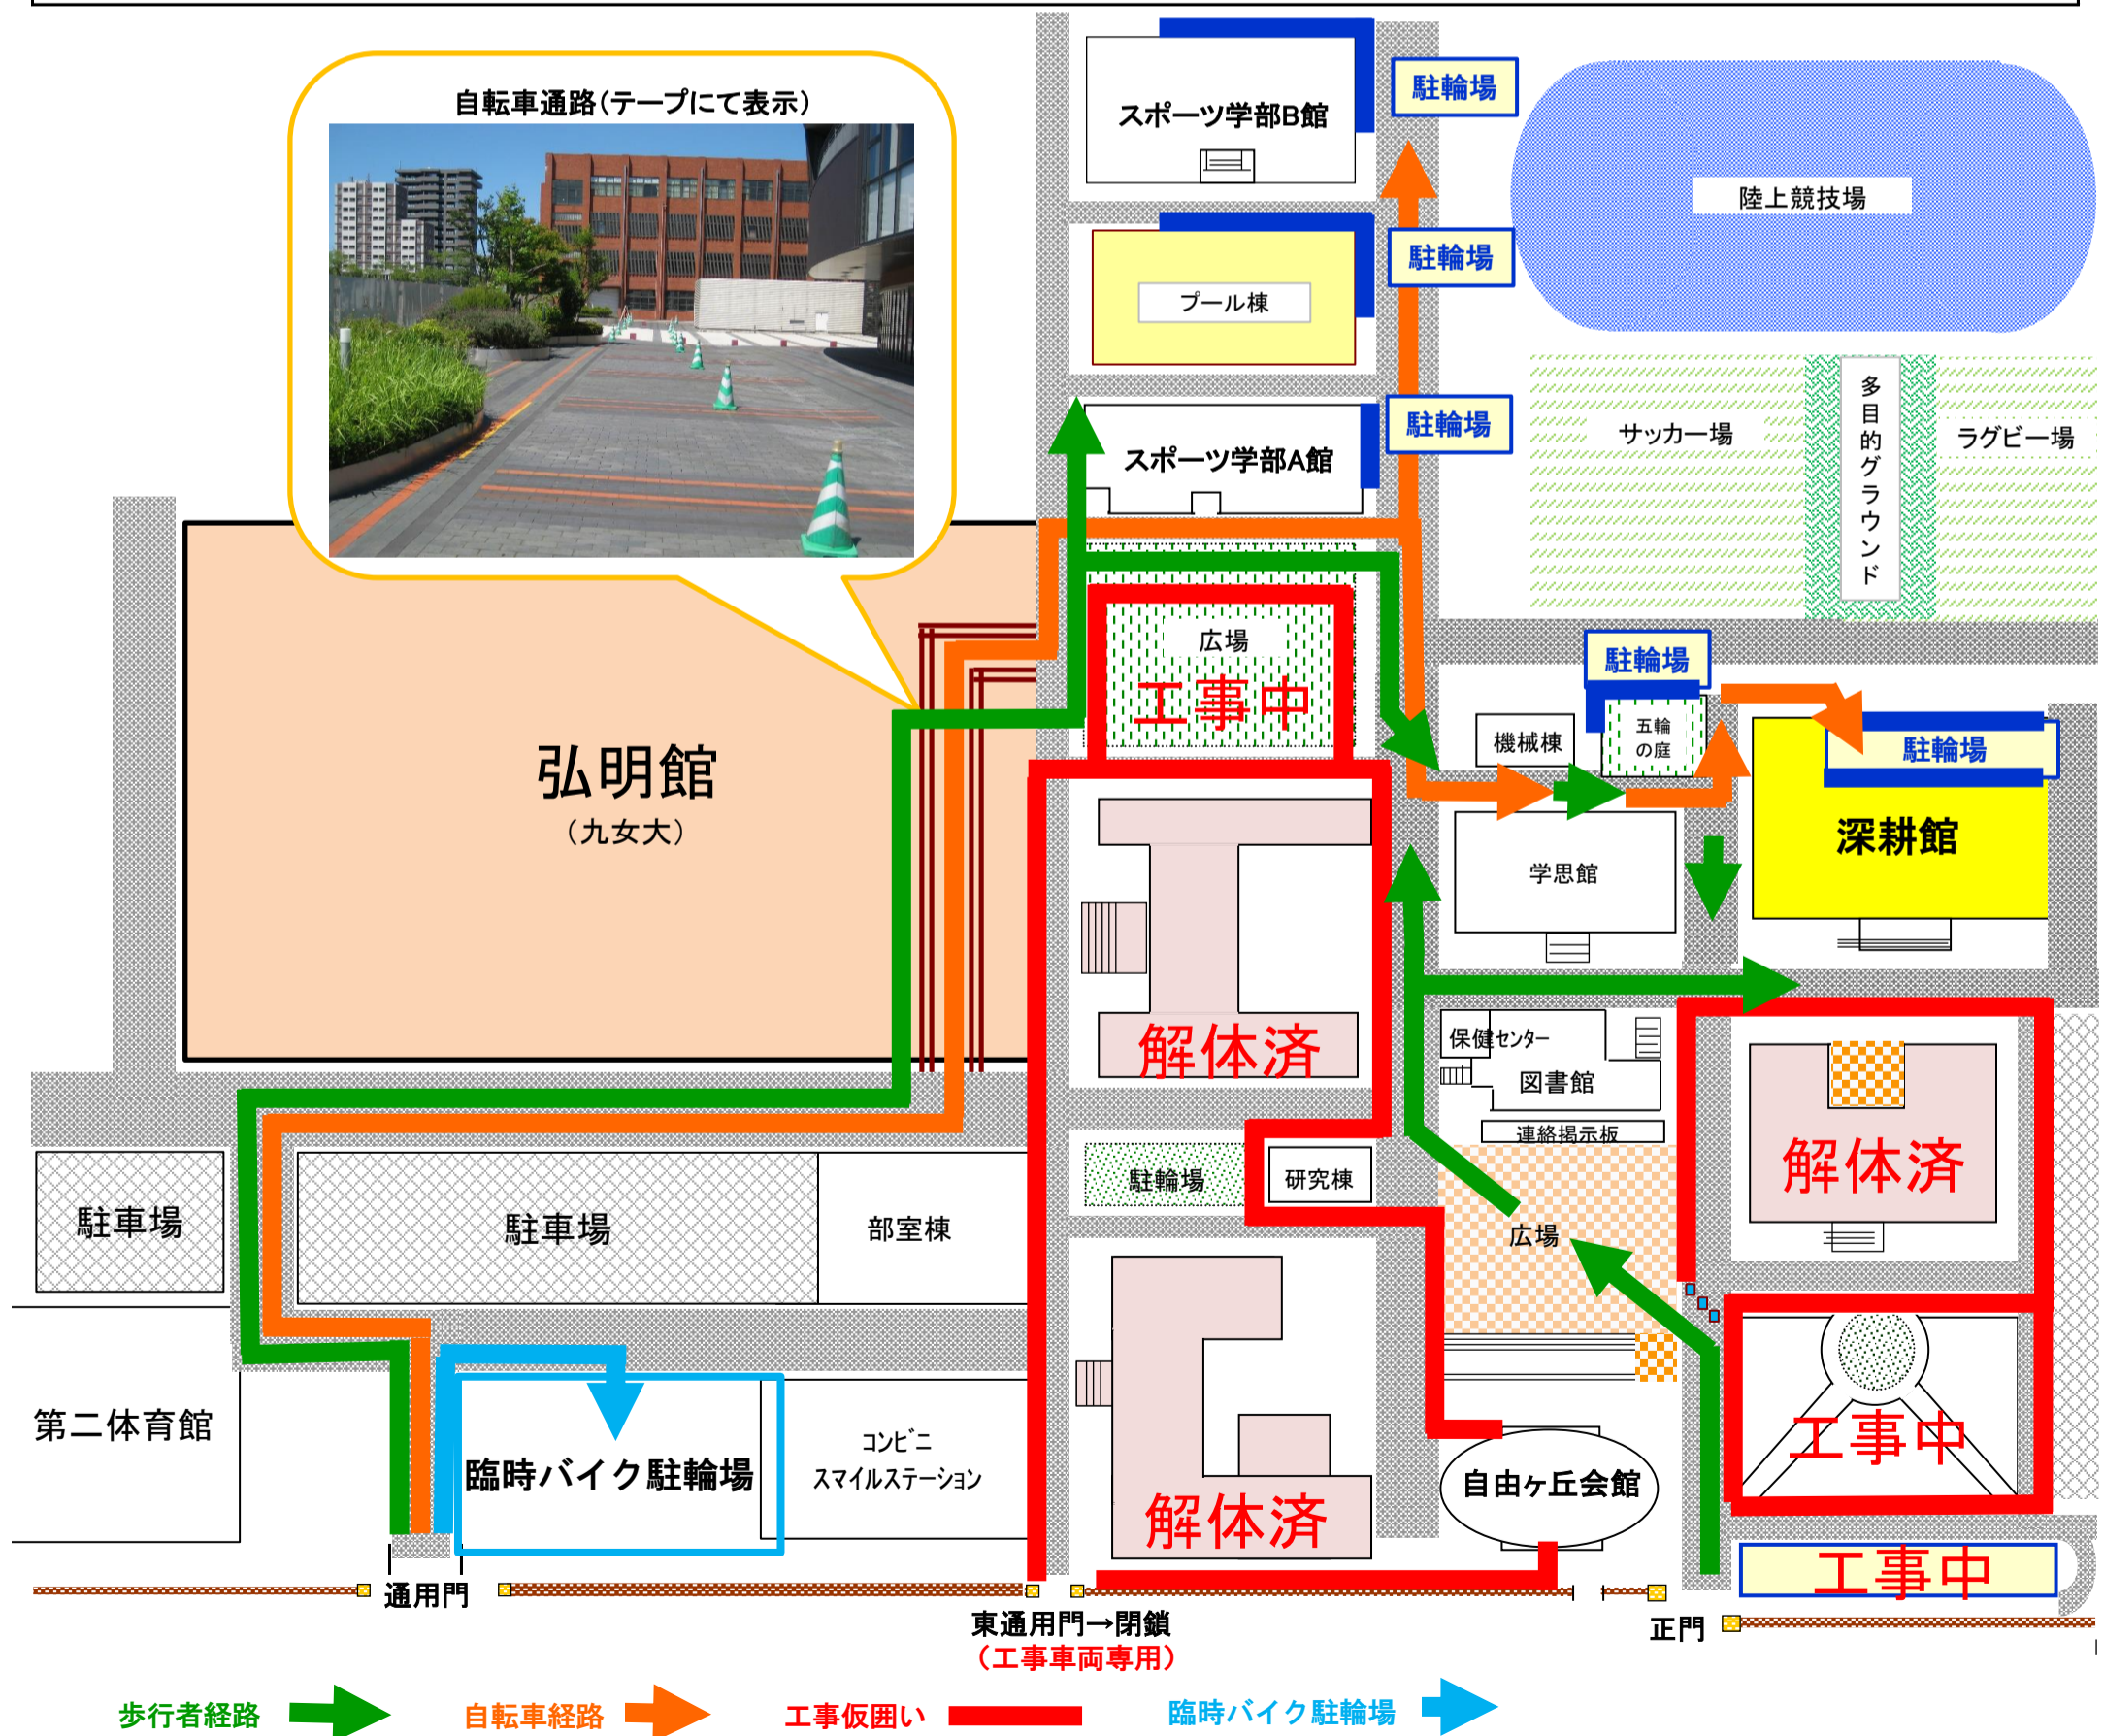 自転車通路(テープにて表示)
スポーツ学部B館
駐輪場
陸上競技場
駐輪場
プール棟
駐輪場
スポーツ学部A館
サッカー場
多目的グラウンド
ラグビー場
広場
工事中
駐輪場
五輪
の庭
機械棟
駐輪場
弘明館
（九女大）
深耕館
学思館
解体済
保健センター
図書館
連絡掲示板
解体済
駐輪場
研究棟
駐車場
駐車場
部室棟
広場
第二体育館
臨時バイク駐輪場
コンビニ
スマイルステーション
解体済
自由ヶ丘会館
工事中
工事中
通用門
東通用門→閉鎖
（工事車両専用）
正門
歩行者経路
自転車経路
工事仮囲い
臨時バイク駐輪場